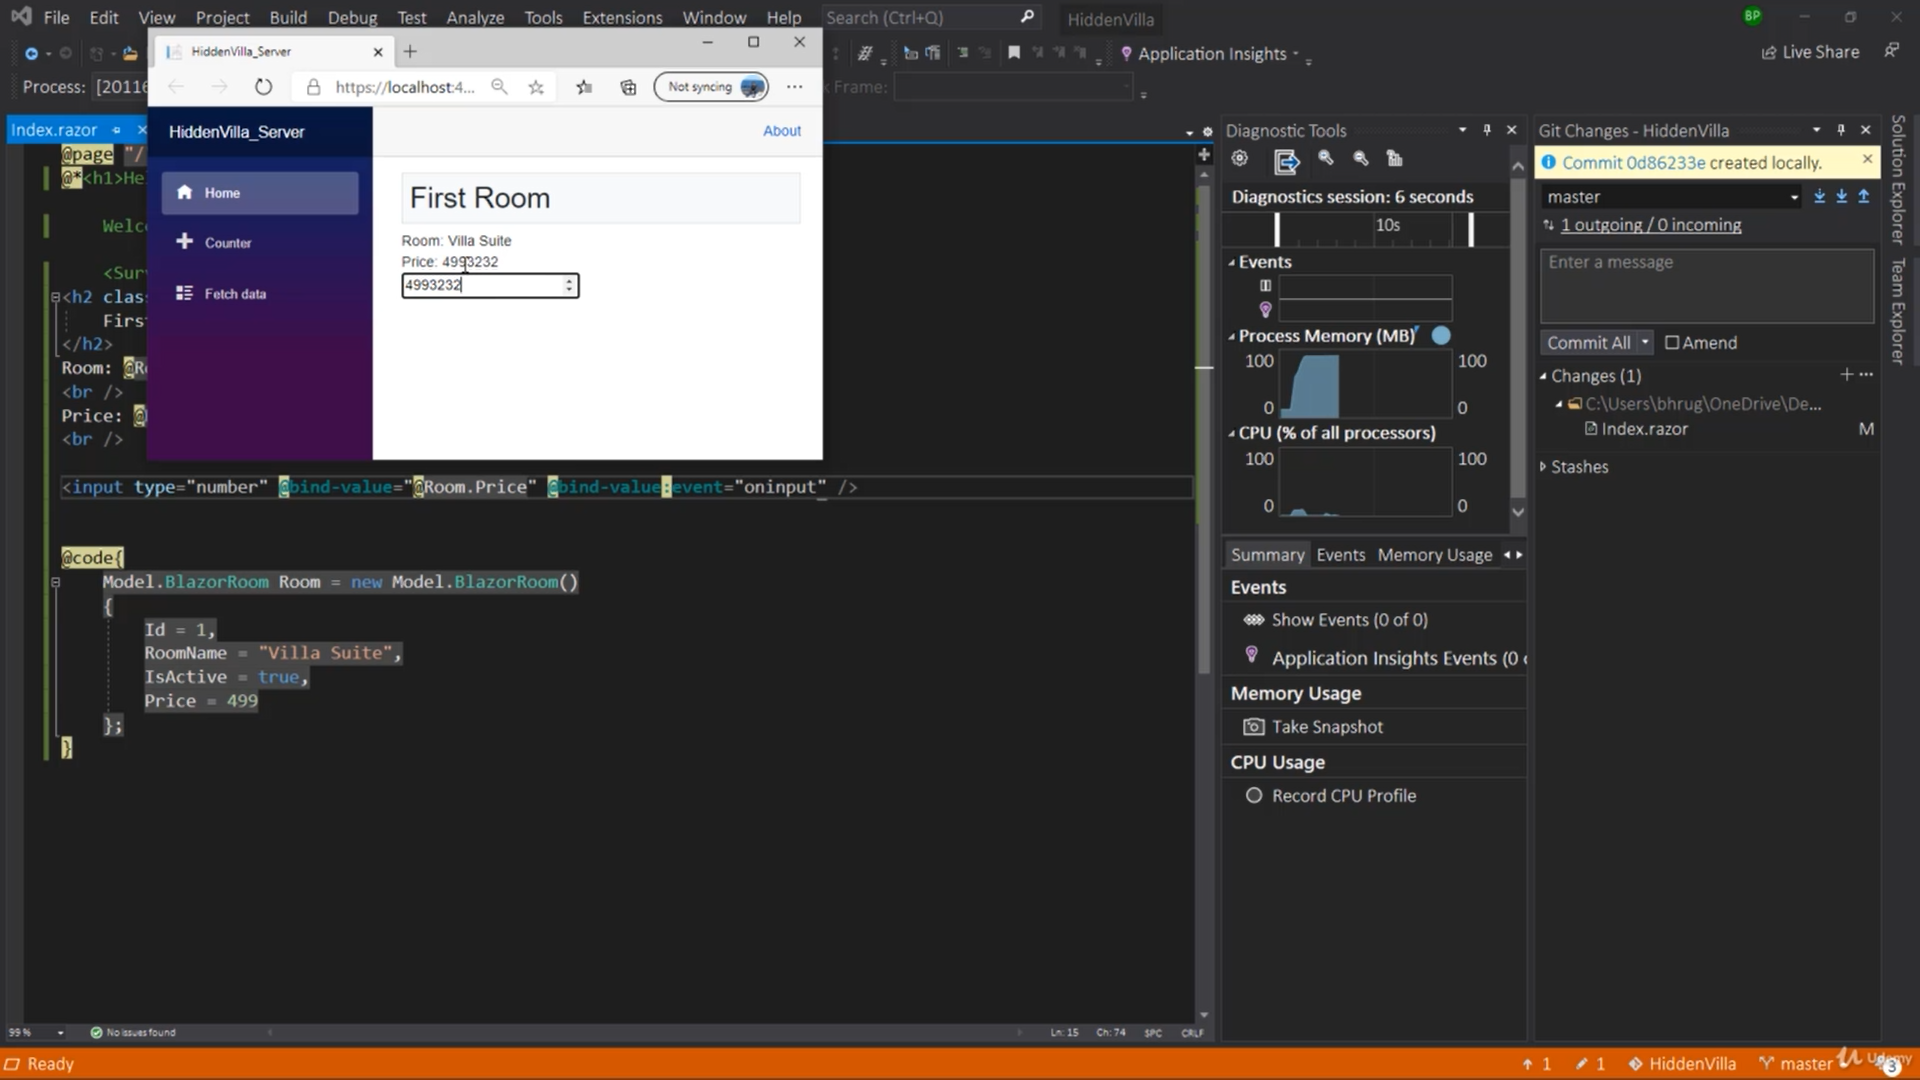 File Edit View Project Build Debug Test Analyze Tools Extensions Window Help Search (Ctrl+Q) HiddenVilla BP
Application Insights Live Share
Process: [20116 Frame:
HiddenVilla_Server
https://localhost:4... Not syncing
HiddenVilla_Server
About
Home
Counter
Fetch data
First Room
Room: Villa Suite
Price: 4993232
4993232
Index.razor
@page "/
@*<h1>He
Welc
<Sur
<h2 clas
Firs
</h2>
Room: @R
<br />
Price: @
<br />
<input type="number" @bind-value="@Room.Price" @bind-value:event="oninput" />
@code{
Model.BlazorRoom Room = new Model.BlazorRoom()
{
Id = 1,
RoomName = "Villa Suite",
IsActive = true,
Price = 499
};
}
99 % No issues found Ln: 15 Ch: 74 SPC CRLF
Diagnostic Tools
Diagnostics session: 6 seconds
10s
Events
Process Memory (MB)
100 100
0 0
CPU (% of all processors)
100 100
0 0
Summary Events Memory Usage
Events
Show Events (0 of 0)
Application Insights Events (0
Memory Usage
Take Snapshot
CPU Usage
Record CPU Profile
Git Changes - HiddenVilla
Commit 0d86233e created locally.
master
1 outgoing / 0 incoming
Enter a message
Commit All Amend
Changes (1)
C:\Users\bhrug\OneDrive\De...
Index.razor M
Stashes
Solution Explorer
Team Explorer
Ready 1 1 HiddenVilla master 3
Udemy